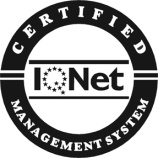 CERTIFIED
IQNet
MANAGEMENT SYSTEM